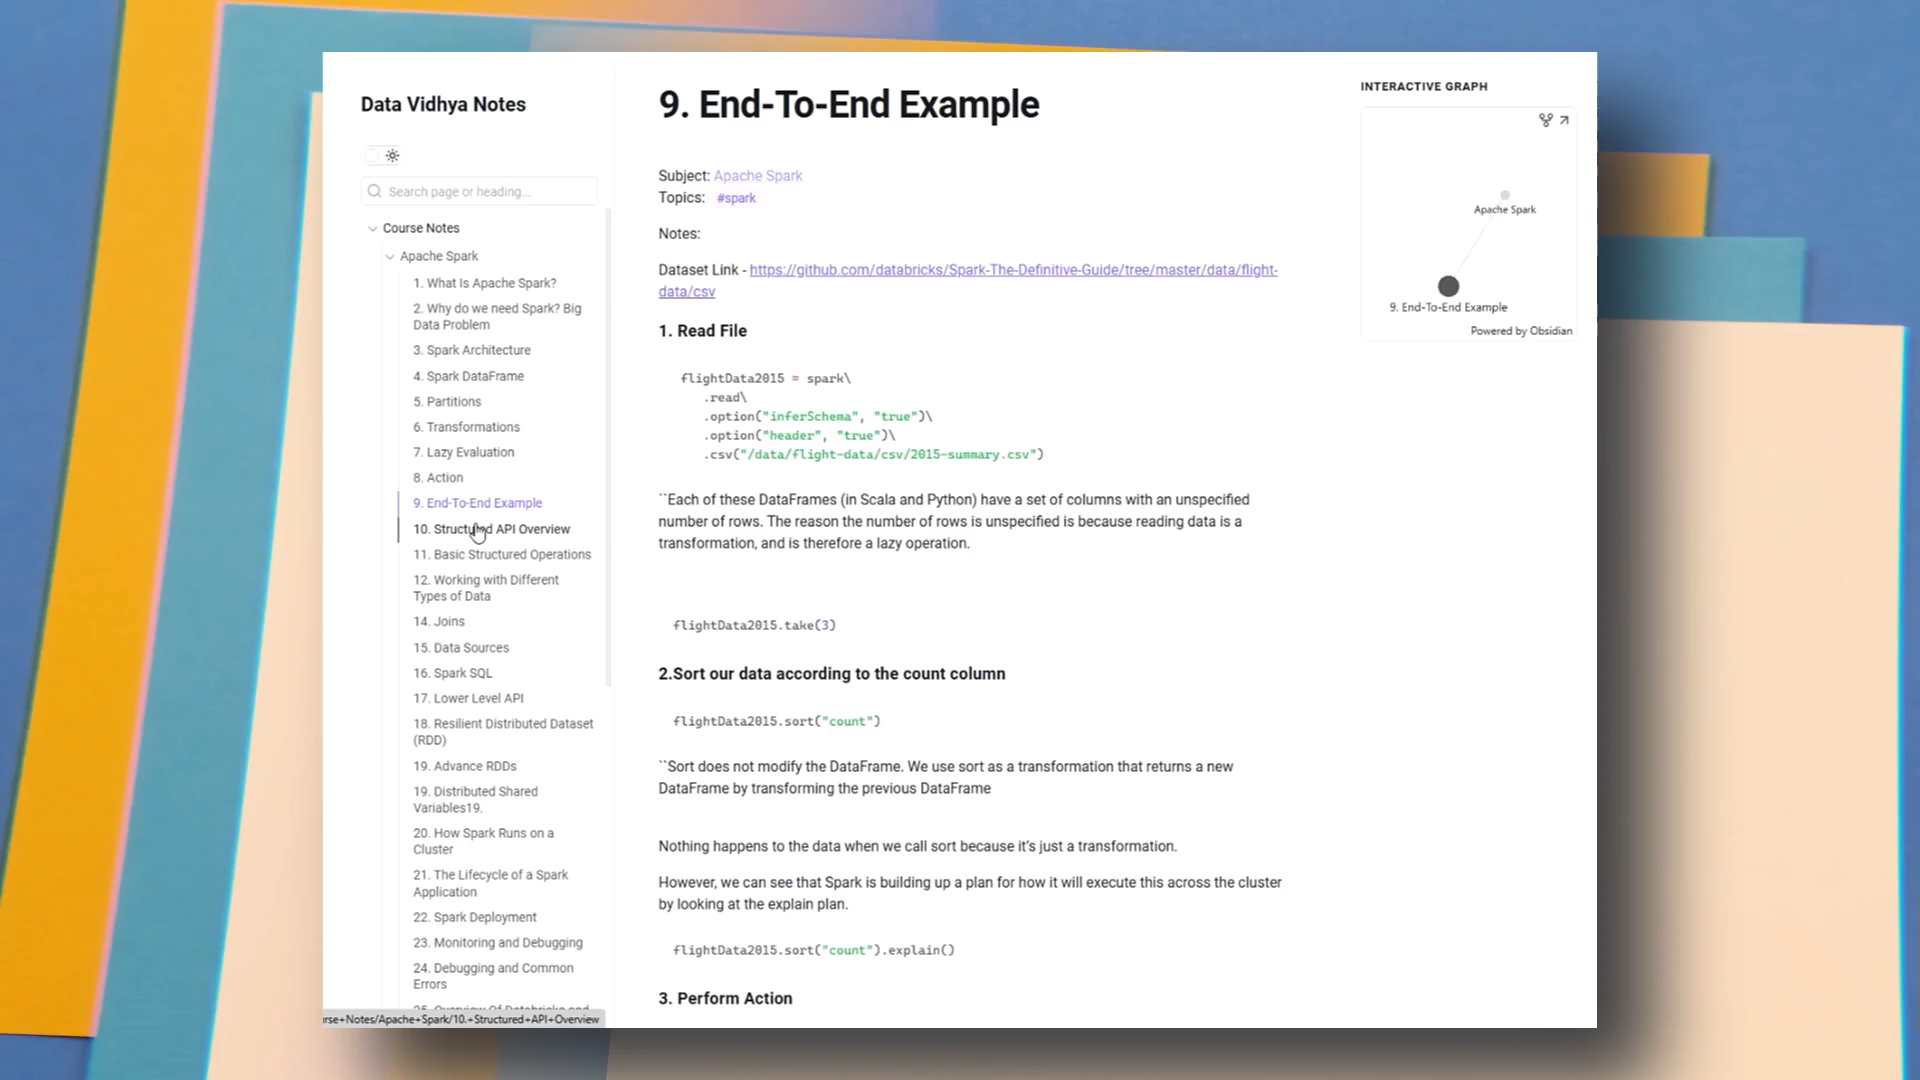 Data Vidhya Notes
Search page or heading...
Course Notes
Apache Spark
1. What Is Apache Spark?
2. Why do we need Spark? Big
Data Problem
3. Spark Architecture
4. Spark DataFrame
5. Partitions
6. Transformations
7. Lazy Evaluation
8. Action
9. End-To-End Example
10. Structured API Overview
11. Basic Structured Operations
12. Working with Different
Types of Data
14. Joins
15. Data Sources
16. Spark SQL
17. Lower Level API
18. Resilient Distributed Dataset
(RDD)
19. Advance RDDs
19. Distributed Shared
Variables19.
20. How Spark Runs on a
Cluster
21. The Lifecycle of a Spark
Application
22. Spark Deployment
23. Monitoring and Debugging
24. Debugging and Common
Errors
25. Overview Of Databricks and
rse+Notes/Apache+Spark/10.+Structured+API+Overview
9. End-To-End Example
Subject: Apache Spark
Topics: #spark
Notes:
Dataset Link - https://github.com/databricks/Spark-The-Definitive-Guide/tree/master/data/flight-
data/csv
1. Read File
flightData2015 = spark\
.read\
.option("inferSchema", "true")\
.option("header", "true")\
.csv("/data/flight-data/csv/2015-summary.csv")
``Each of these DataFrames (in Scala and Python) have a set of columns with an unspecified
number of rows. The reason the number of rows is unspecified is because reading data is a
transformation, and is therefore a lazy operation.
flightData2015.take(3)
2.Sort our data according to the count column
flightData2015.sort("count")
``Sort does not modify the DataFrame. We use sort as a transformation that returns a new
DataFrame by transforming the previous DataFrame
Nothing happens to the data when we call sort because it's just a transformation.
However, we can see that Spark is building up a plan for how it will execute this across the cluster
by looking at the explain plan.
flightData2015.sort("count").explain()
3. Perform Action
INTERACTIVE GRAPH
Apache Spark
9. End-To-End Example
Powered by Obsidian